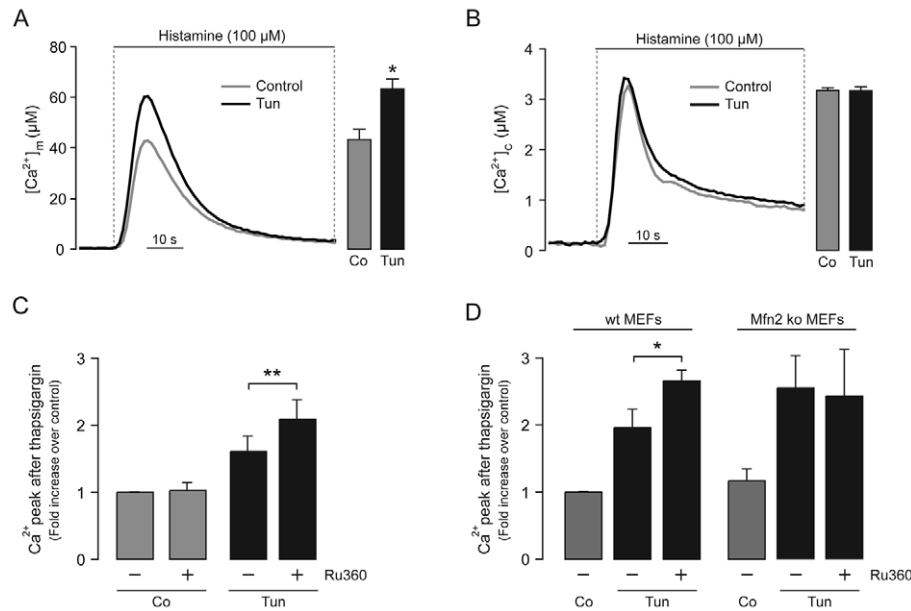 A
Histamine (100 µM)
80
60
40
20
0
[Ca²⁺]ₘ (µM)
Control
Tun
10 s
*
Co
Tun
B
Histamine (100 µM)
4
3
2
1
0
[Ca²⁺]c (µM)
Control
Tun
10 s
Co
Tun
C
Ca²⁺ peak after thapsigargin
(Fold increase over control)
3
2
1
0
**
− + − + Ru360
Co Tun
D
wt MEFs Mfn2 ko MEFs
Ca²⁺ peak after thapsigargin
(Fold increase over control)
3
2
1
0
*
− − + − − + Ru360
Co Tun Co Tun